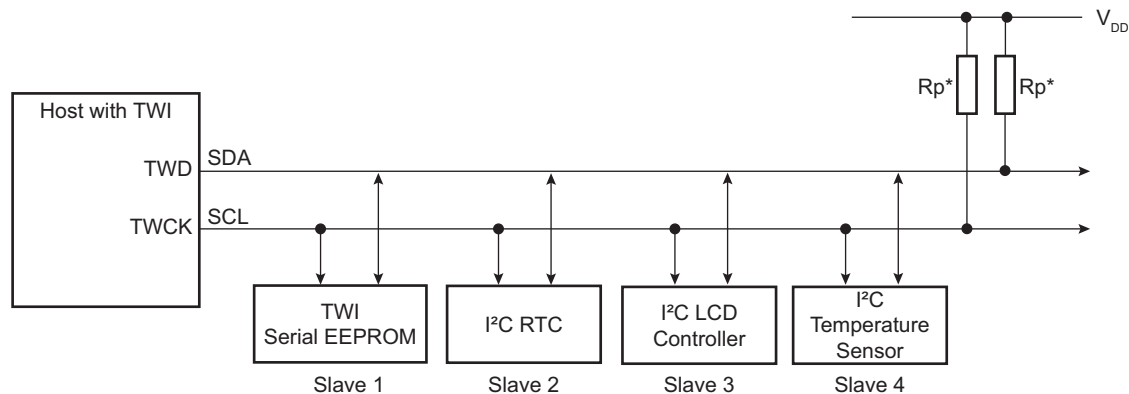 V_DD
Rp* Rp*
Host with TWI
TWD SDA
TWCK SCL
TWI
Serial EEPROM
I²C RTC
I²C LCD
Controller
I²C
Temperature
Sensor
Slave 1 Slave 2 Slave 3 Slave 4